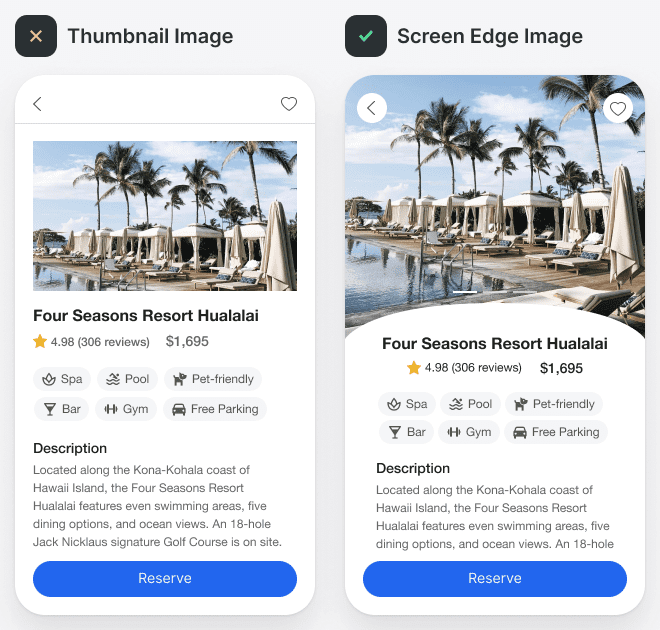 Thumbnail Image
Four Seasons Resort Hualalai
4.98 (306 reviews) $1,695
Spa Pool Pet-friendly
Bar Gym Free Parking
Description
Located along the Kona-Kohala coast of
Hawaii Island, the Four Seasons Resort
Hualalai features even swimming areas, five
dining options, and ocean views. An 18-hole
Jack Nicklaus signature Golf Course is on site.
Reserve
Screen Edge Image
Four Seasons Resort Hualalai
4.98 (306 reviews) $1,695
Spa Pool Pet-friendly
Bar Gym Free Parking
Description
Located along the Kona-Kohala coast of
Hawaii Island, the Four Seasons Resort
Hualalai features even swimming areas, five
dining options, and ocean views. An 18-hole
Reserve